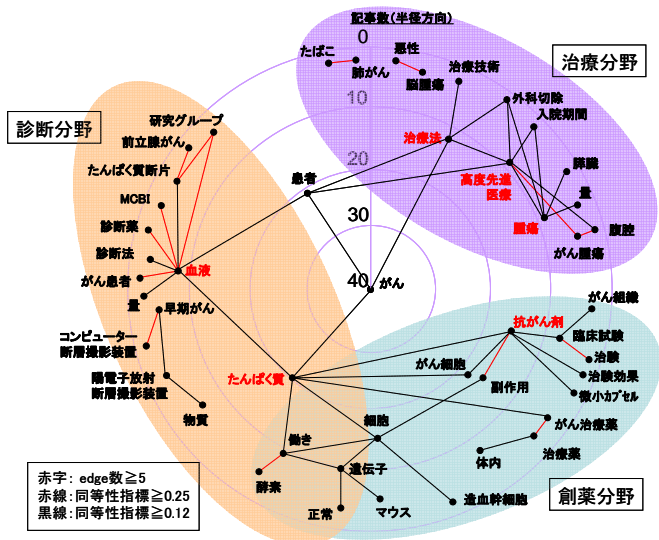 記事数(半径方向)
0
10
20
30
40
治療分野
たばこ
肺がん
悪性
脳腫瘍
治療技術
外科切除
入院期間
治療法
高度先進
医療
膵臓
量
腫瘍
腹腔
がん腫瘍
診断分野
研究グループ
前立腺がん
たんぱく質断片
MCBI
診断薬
診断法
がん患者
量
血液
早期がん
コンピューター
断層撮影装置
陽電子放射
断層撮影装置
物質
患者
がん
たんぱく質
がん組織
抗がん剤
臨床試験
治験
治験効果
微小カプセル
がん細胞
副作用
がん治療薬
治療薬
体内
細胞
働き
酵素
遺伝子
正常
マウス
造血幹細胞
創薬分野
赤字: edge数≧5
赤線:同等性指標≧0.25
黒線:同等性指標≧0.12